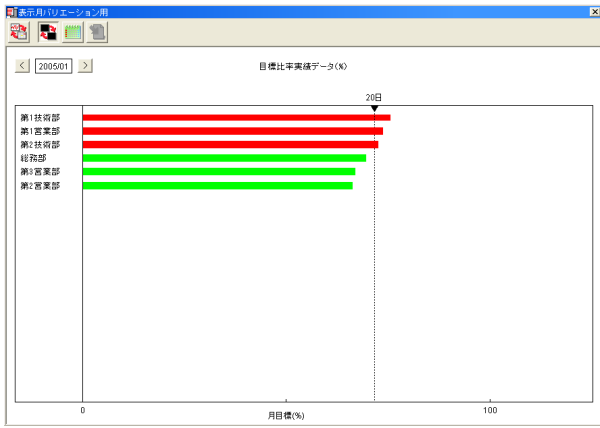 表示月バリエーション用
< 2005/01 >
目標比率実績データ(%)
20日
第1技術部
第1営業部
第2技術部
総務部
第3営業部
第2営業部
0
100
月目標(%)